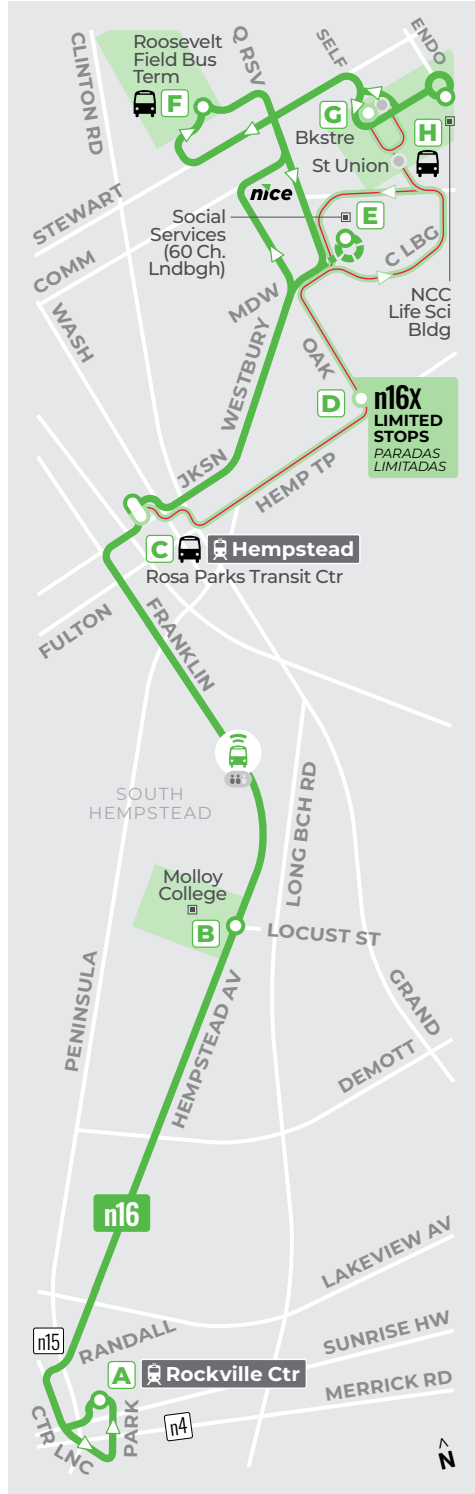 CLINTON RD
Roosevelt
Field Bus
Term
F
Q RSV
SELF
ENDO
G
Bkstre
H
St Union
nice
STEWART
Social
Services
(60 Ch.
Lndbgh)
E
C LBG
COMM
WASH
MDW
NCC
Life Sci
Bldg
WESTBURY
OAK
D
n16X
LIMITED
STOPS
PARADAS
LIMITADAS
JKSN
HEMP TP
C
Hempstead
Rosa Parks Transit Ctr
FULTON
FRANKLIN
SOUTH
HEMPSTEAD
LONG BCH RD
Molloy
College
B
LOCUST ST
PENINSULA
HEMPSTEAD AV
GRAND
DEMOTT
n16
LAKEVIEW AV
n15
RANDALL
SUNRISE HW
A
Rockville Ctr
MERRICK RD
CTR
LNC
PARK
n4
N